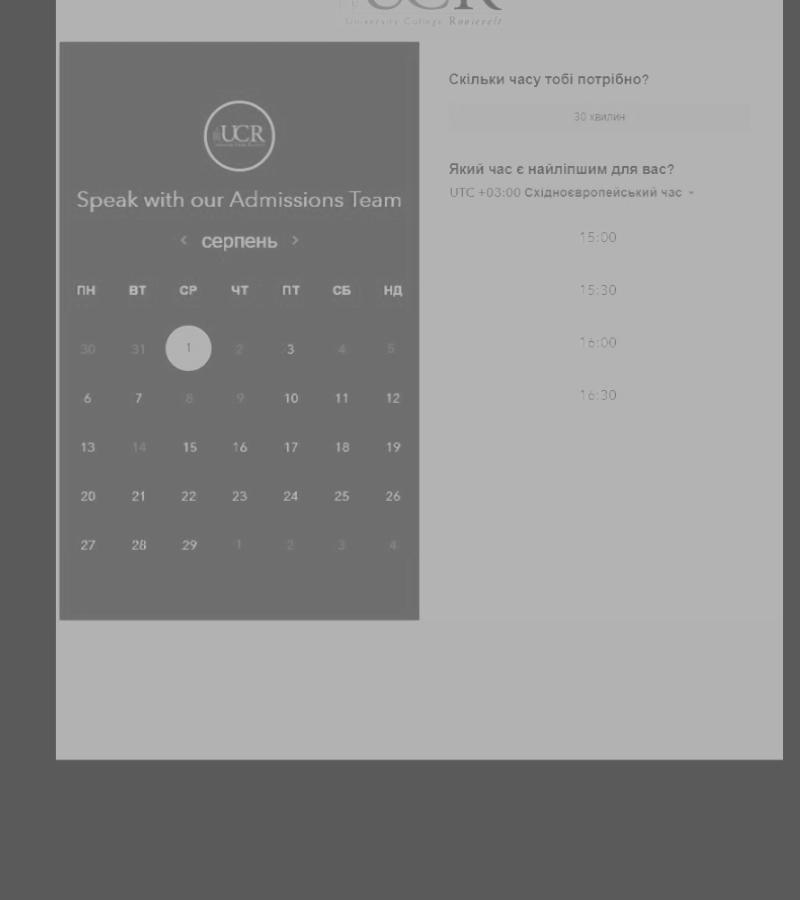 UCR
University College Roosevelt
UCR
Speak with our Admissions Team
< серпень >
ПН ВТ СР ЧТ ПТ СБ НД
30 31 1 2 3 4 5
6 7 8 9 10 11 12
13 14 15 16 17 18 19
20 21 22 23 24 25 26
27 28 29 1 2 3 4
Скільки часу тобі потрібно?
30 хвилин
Який час є найліпшим для вас?
UTC +03:00 Східноєвропейський час
15:00
15:30
16:00
16:30